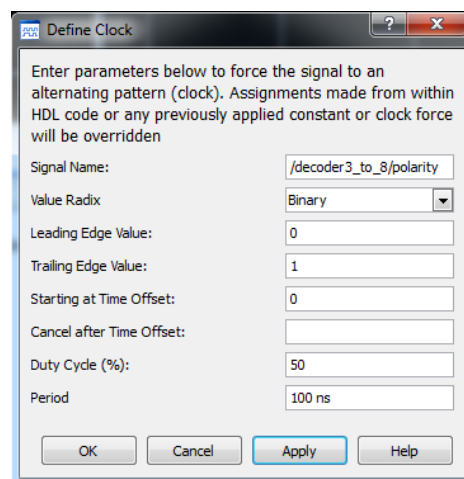 Define Clock
?
X
Enter parameters below to force the signal to an
alternating pattern (clock). Assignments made from within
HDL code or any previously applied constant or clock force
will be overridden
Signal Name: /decoder3_to_8/polarity
Value Radix Binary
Leading Edge Value: 0
Trailing Edge Value: 1
Starting at Time Offset: 0
Cancel after Time Offset:
Duty Cycle (%): 50
Period 100 ns
OK Cancel Apply Help